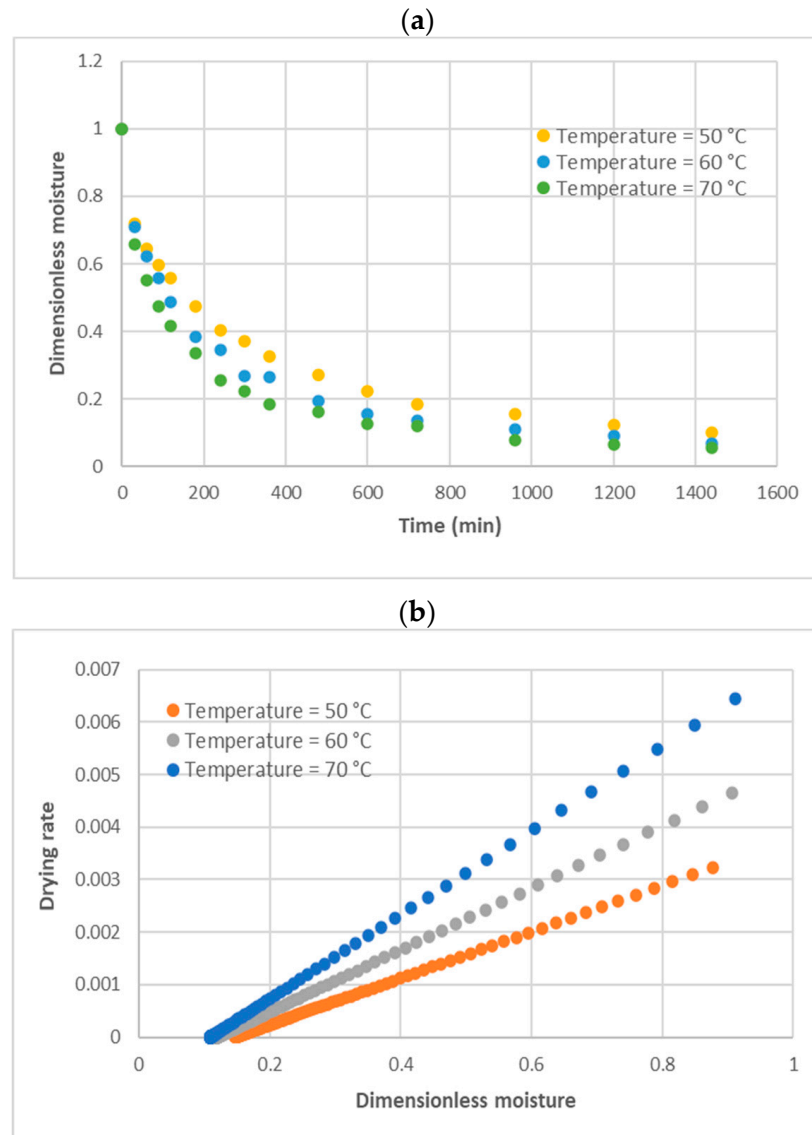 (a)
1.2
1
0.8
0.6
0.4
0.2
0
Dimensionless moisture
Temperature = 50 °C
Temperature = 60 °C
Temperature = 70 °C
0 200 400 600 800 1000 1200 1400 1600
Time (min)
(b)
0.007
0.006
0.005
0.004
0.003
0.002
0.001
0
Drying rate
Temperature = 50 °C
Temperature = 60 °C
Temperature = 70 °C
0 0.2 0.4 0.6 0.8 1
Dimensionless moisture